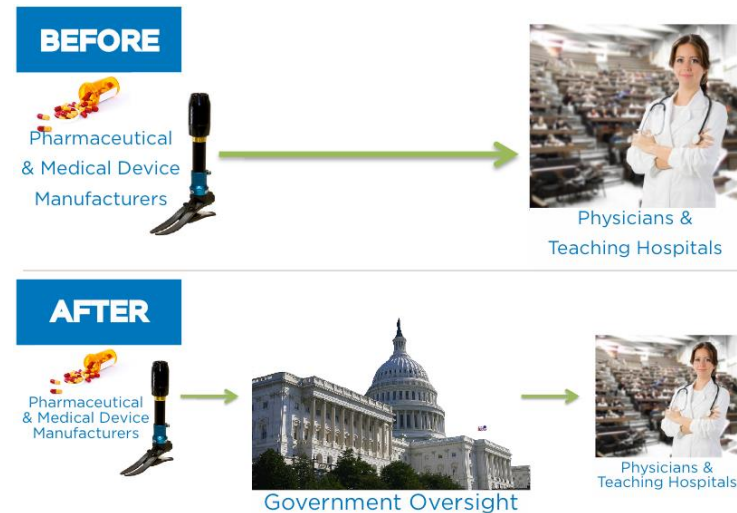 BEFORE
Pharmaceutical
& Medical Device
Manufacturers
Physicians &
Teaching Hospitals
AFTER
Pharmaceutical
& Medical Device
Manufacturers
Government Oversight
Physicians &
Teaching Hospitals